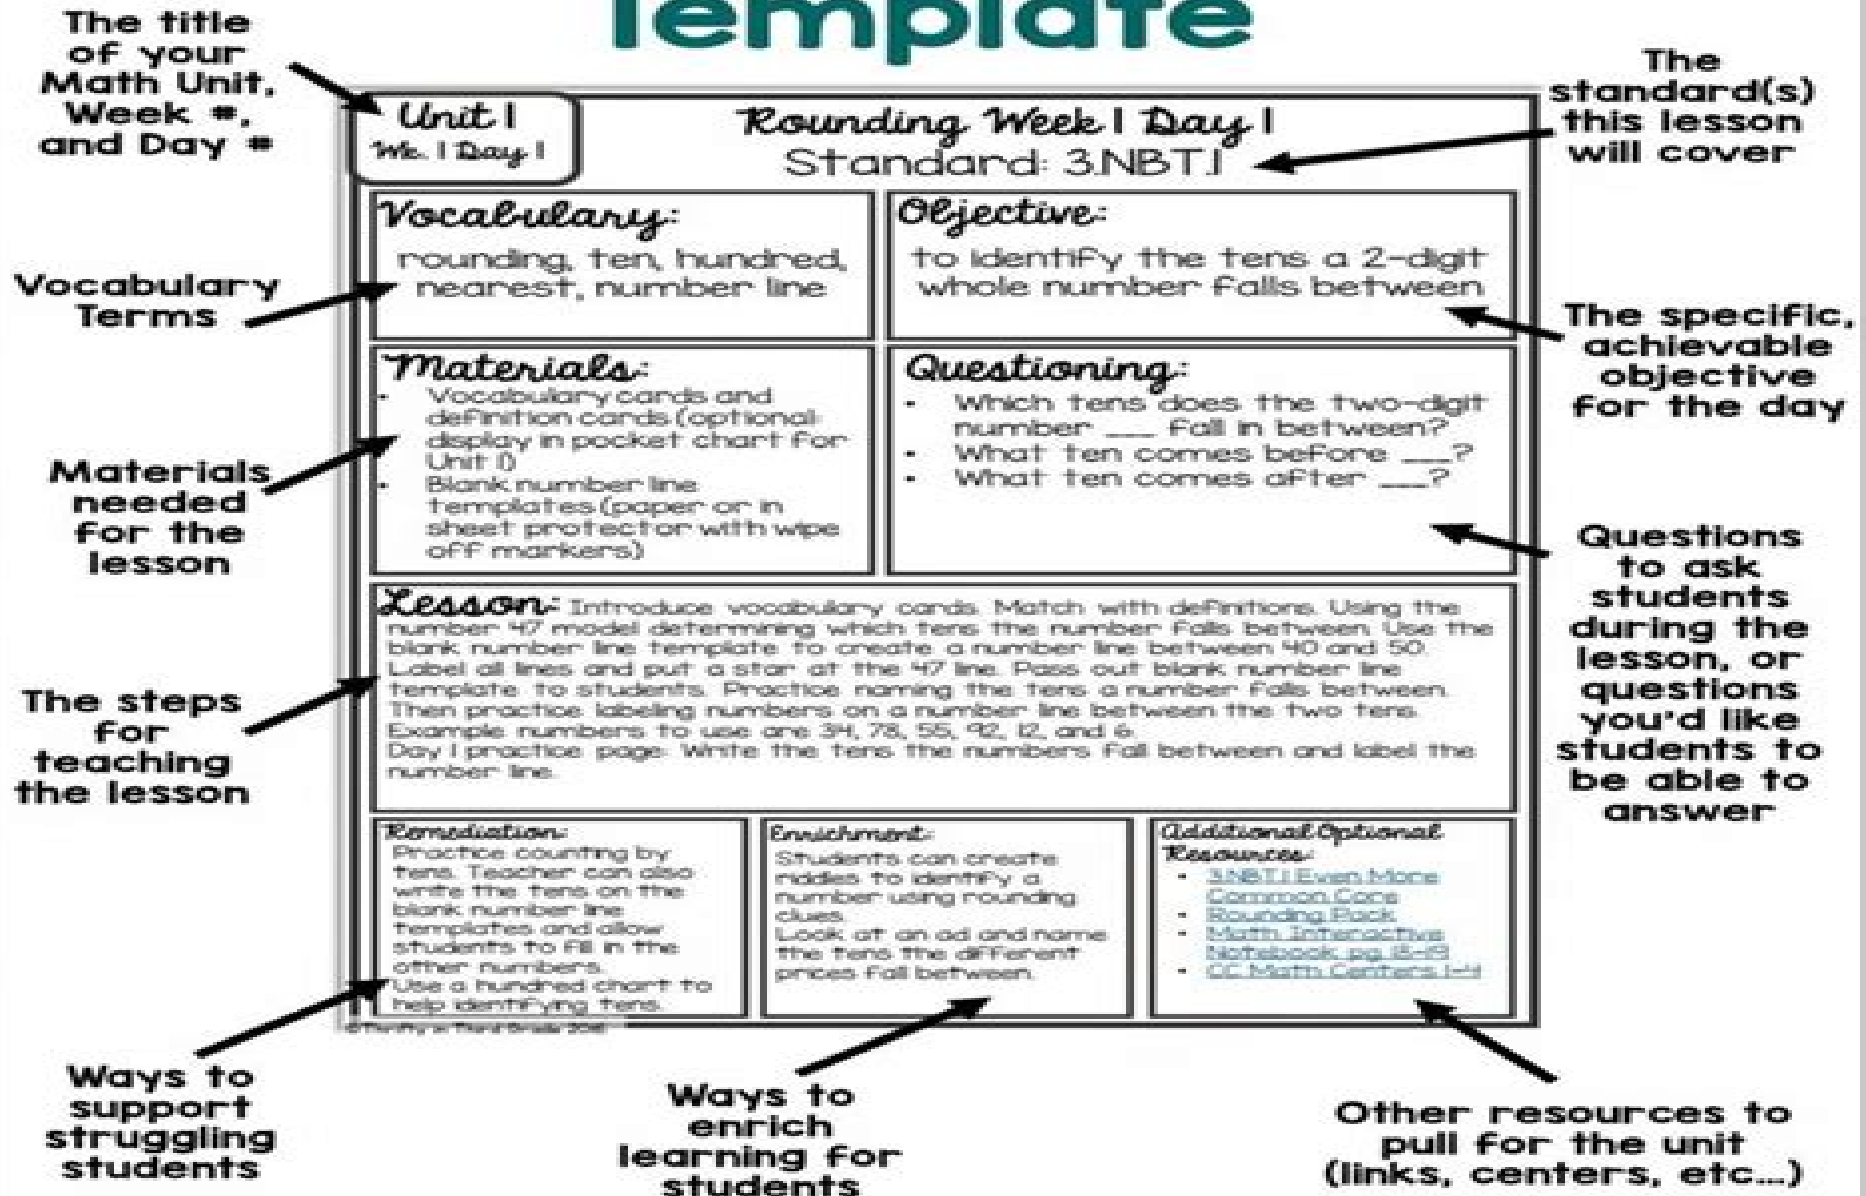 Template
The title
of your
Math Unit,
Week #,
and Day #
The
standard(s)
this lesson
will cover
Unit 1
Wk. 1 Day 1
Rounding Week 1 Day 1
Standard: 3.NBT.1
Vocabulary:
rounding, ten, hundred,
nearest, number line
Objective:
to identify the tens a 2-digit
whole number falls between
Vocabulary
Terms
The specific,
achievable
objective
for the day
Materials:
• Vocabulary cards and
definition cards (optional-
display in pocket chart for
Unit 1)
• Blank number line
templates (paper or in
sheet protector with wipe
off markers)
Questioning:
• Which tens does the two-digit
number ___ fall in between?
• What ten comes before ___?
• What ten comes after ___?
Materials
needed
for the
lesson
Questions
to ask
students
during the
lesson, or
questions
you'd like
students to
be able to
answer
Lesson: Introduce vocabulary cards. Match with definitions. Using the
number 47 model determining which tens the number falls between. Use the
blank number line template to create a number line between 40 and 50.
Label all lines and put a star at the 47 line. Pass out blank number line
template to students. Practice naming the tens a number falls between.
Then practice labeling numbers on a number line between the two tens.
Example numbers to use are 34, 78, 55, 92, 12, and 6.
Day 1 practice page: Write the tens the numbers fall between and label the
number line.
The steps
for
teaching
the lesson
Remediation:
Practice counting by
tens. Teacher can also
write the tens on the
blank number line
templates and allow
students to fill in the
other numbers.
Use a hundred chart to
help identifying tens.
Enrichment:
Students can create
riddles to identify a
number using rounding
clues.
Look at an ad and name
the tens the different
prices fall between.
Additional Optional
Resources:
• 3.NBT.1 Even More
Common Core
• Rounding Pack
• Math Interactive
Notebook pg 18-19
• CC Math Centers 1-4
Ways to
support
struggling
students
Ways to
enrich
learning for
students
Other resources to
pull for the unit
(links, centers, etc...)